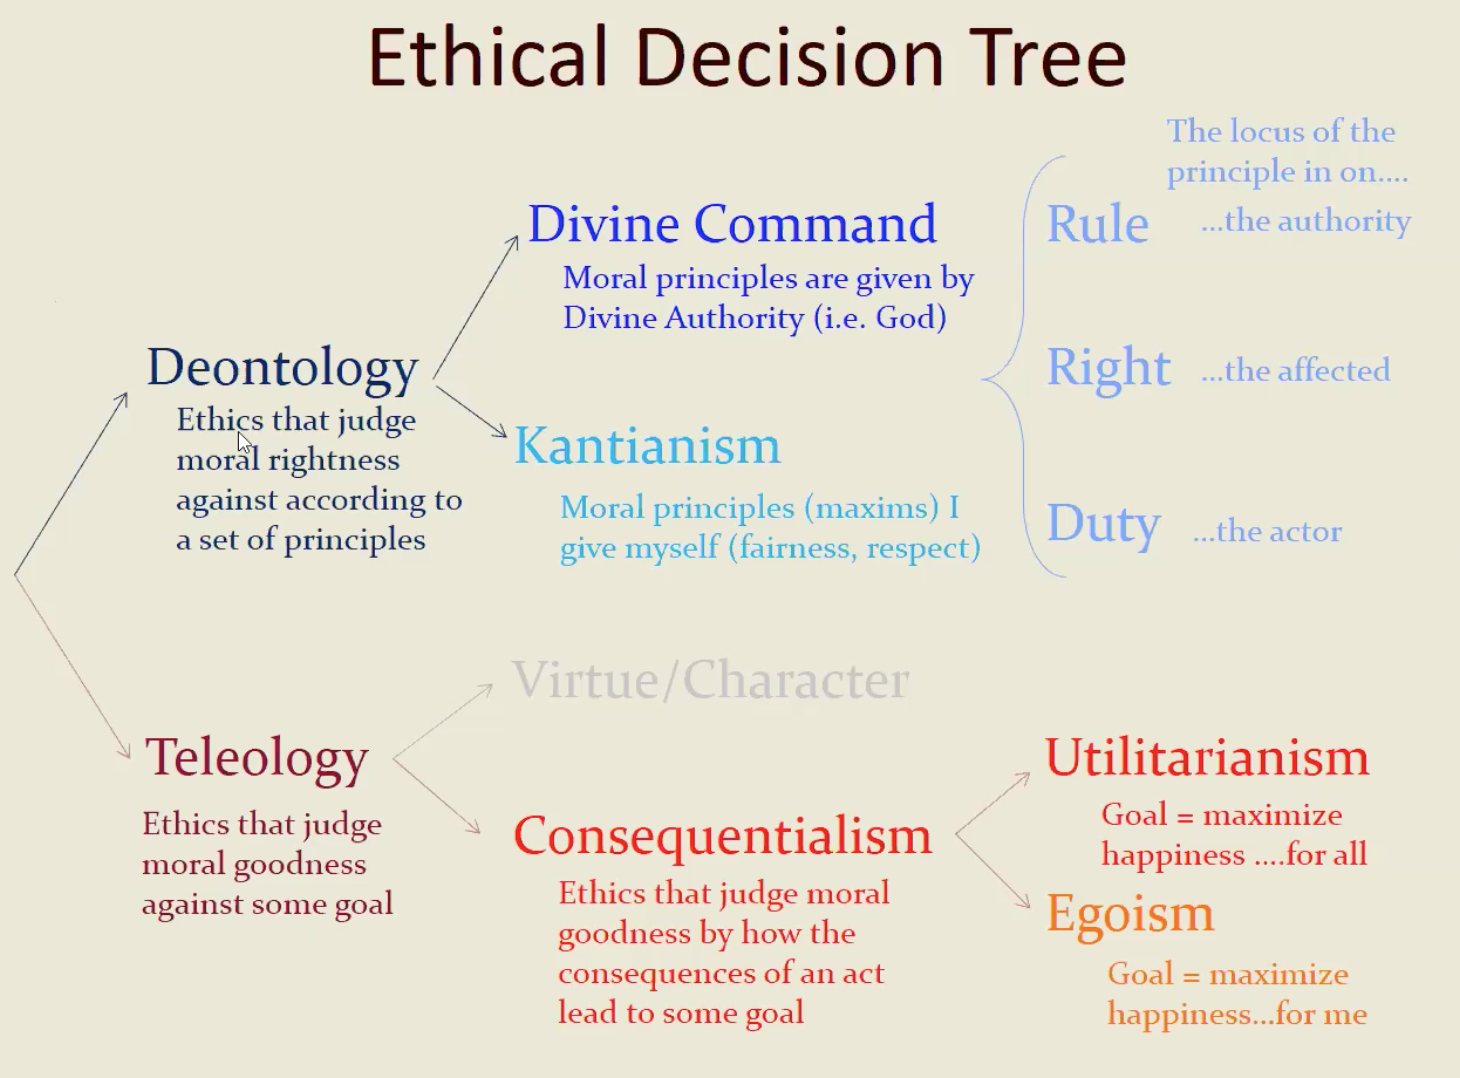 Ethical Decision Tree
The locus of the
principle in on....
Divine Command
Moral principles are given by
Divine Authority (i.e. God)
Rule ...the authority
Deontology
Ethics that judge
moral rightness
against according to
a set of principles
Right ...the affected
Kantianism
Moral principles (maxims) I
give myself (fairness, respect)
Duty ...the actor
Virtue/Character
Teleology
Ethics that judge
moral goodness
against some goal
Consequentialism
Ethics that judge moral
goodness by how the
consequences of an act
lead to some goal
Utilitarianism
Goal = maximize
happiness ....for all
Egoism
Goal = maximize
happiness...for me